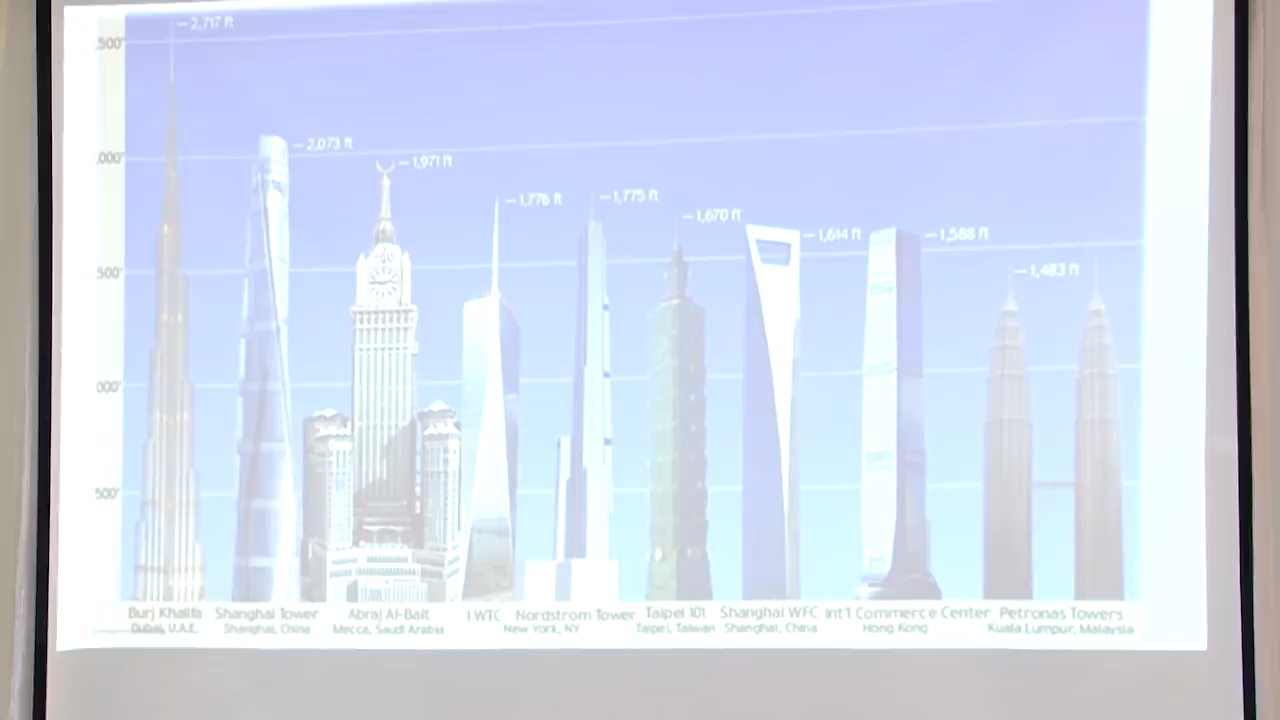 2,717 ft
500'
2,073 ft
000'
1,971 ft
1,776 ft
1,775 ft
1,670 ft
1,614 ft
1,588 ft
500'
1,483 ft
000'
500'
Burj Khalifa Shanghai Tower Abraj Al-Bait 1 WTC Nordstrom Tower Taipei 101 Shanghai WFC Int'l Commerce Center Petronas Towers
Dubai, U.A.E. Shanghai, China Mecca, Saudi Arabia New York, NY Taipei, Taiwan Shanghai, China Hong Kong Kuala Lumpur, Malaysia